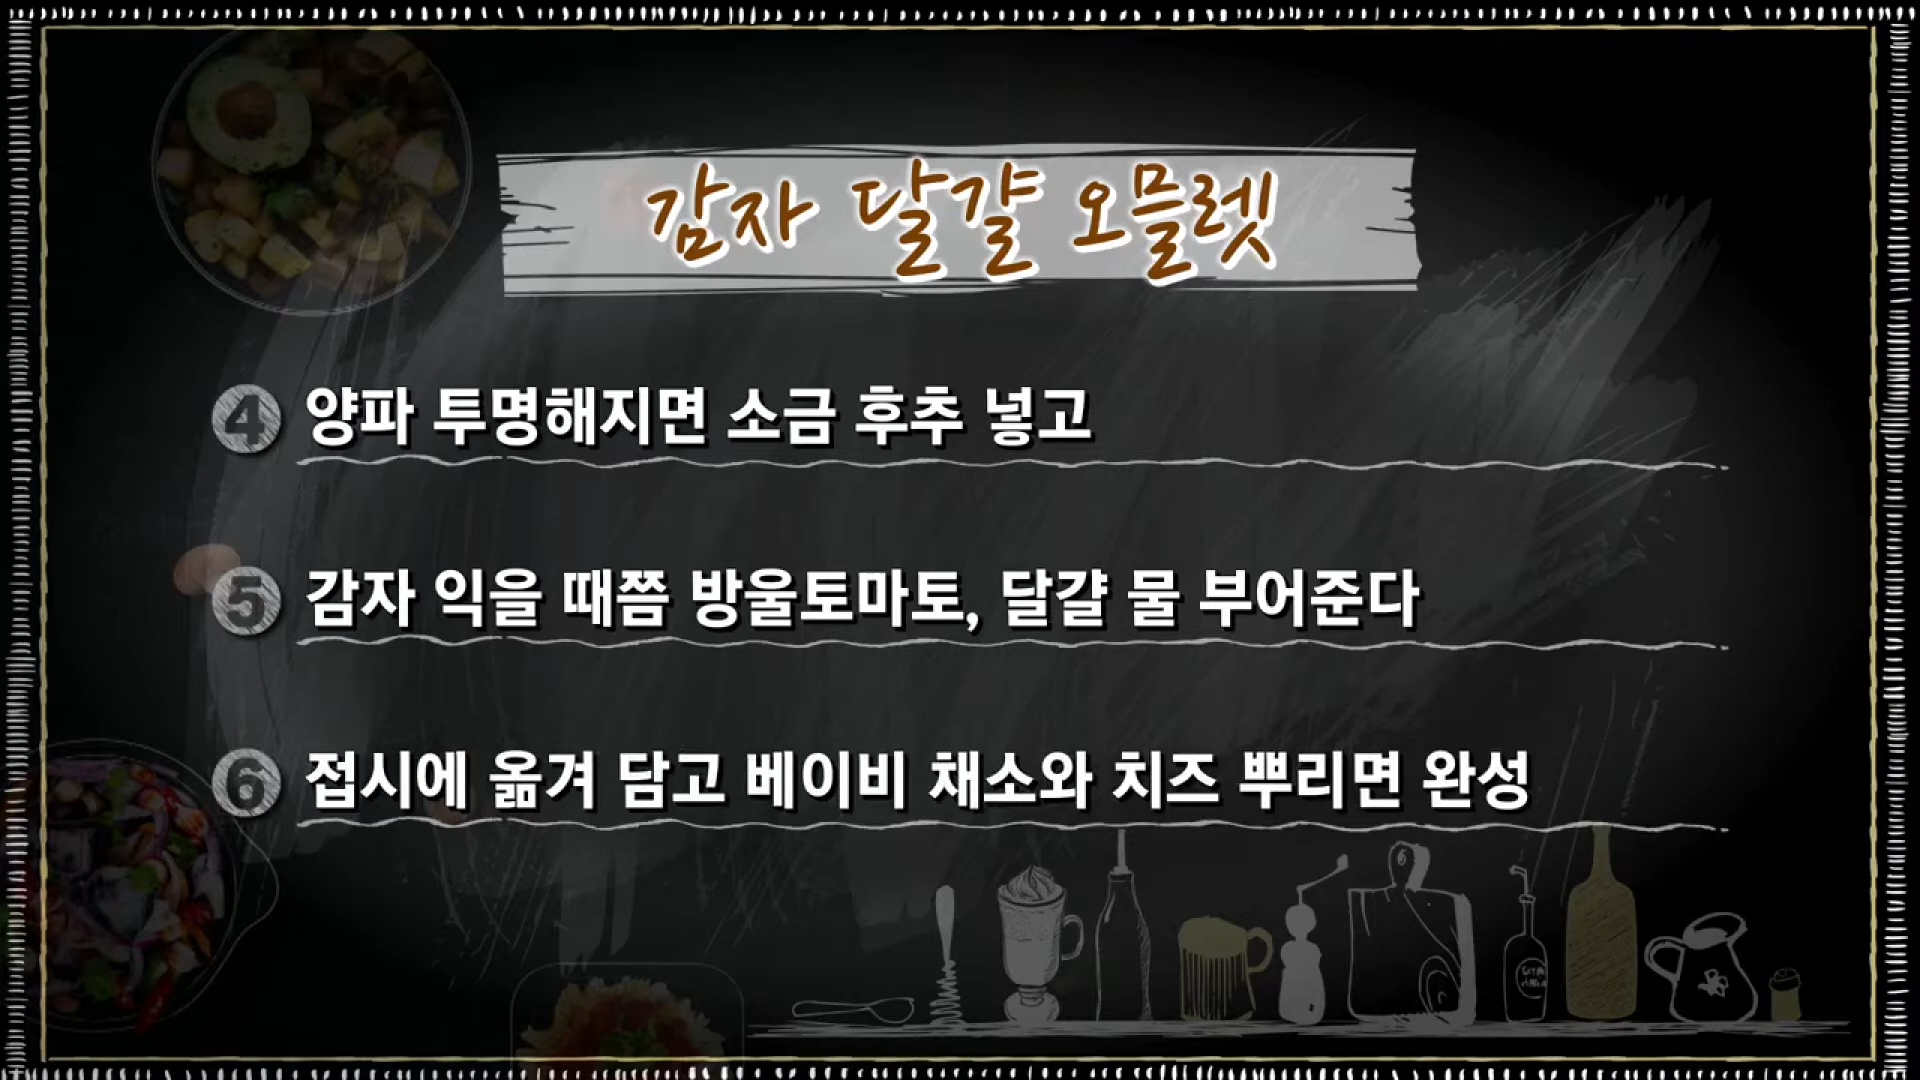 감자 달걀 오믈렛
4 양파 투명해지면 소금 후추 넣고
5 감자 익을 때쯤 방울토마토, 달걀 물 부어준다
6 접시에 옮겨 담고 베이비 채소와 치즈 뿌리면 완성